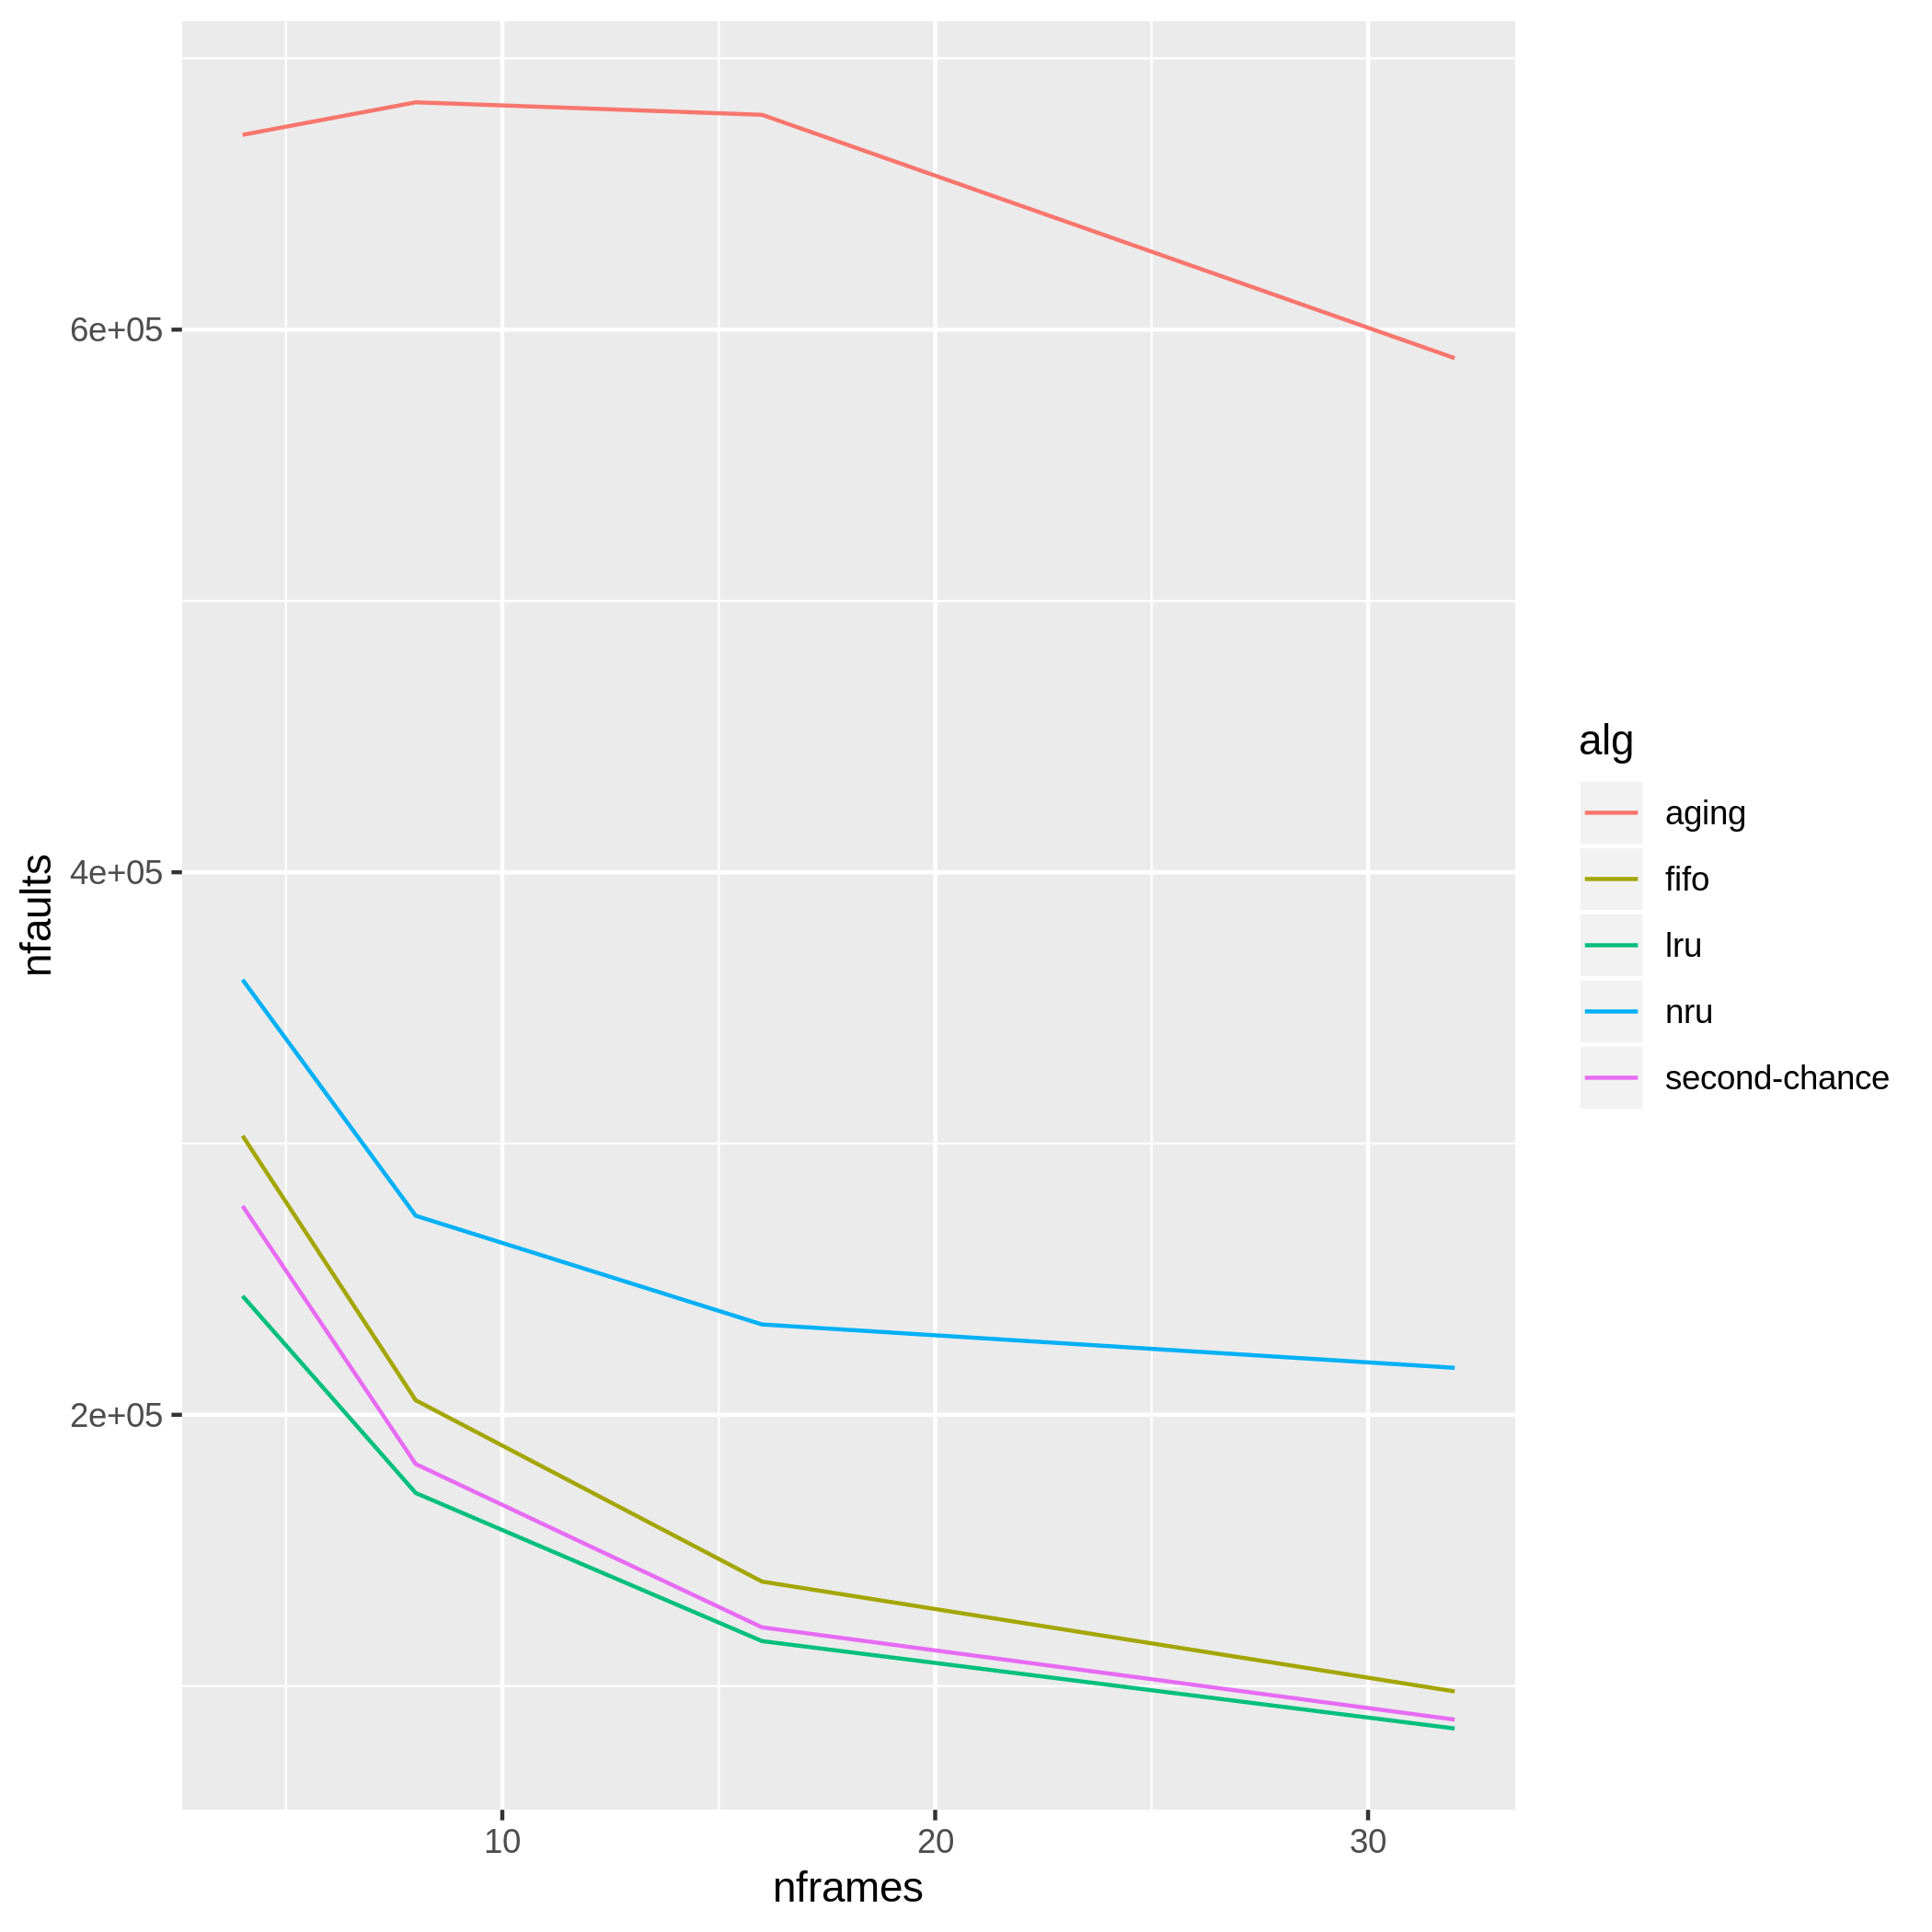 nfaults
6e+05
4e+05
2e+05
10 20 30
nframes
alg
aging
fifo
lru
nru
second-chance